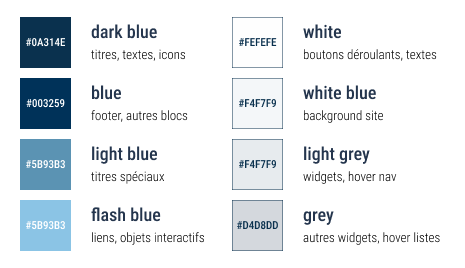 #0A314E
dark blue
titres, textes, icons
#FEFEFE
white
boutons déroulants, textes
#003259
blue
footer, autres blocs
#F4F7F9
white blue
background site
#5B93B3
light blue
titres spéciaux
#F4F7F9
light grey
widgets, hover nav
#5B93B3
flash blue
liens, objets interactifs
#D4D8DD
grey
autres widgets, hover listes